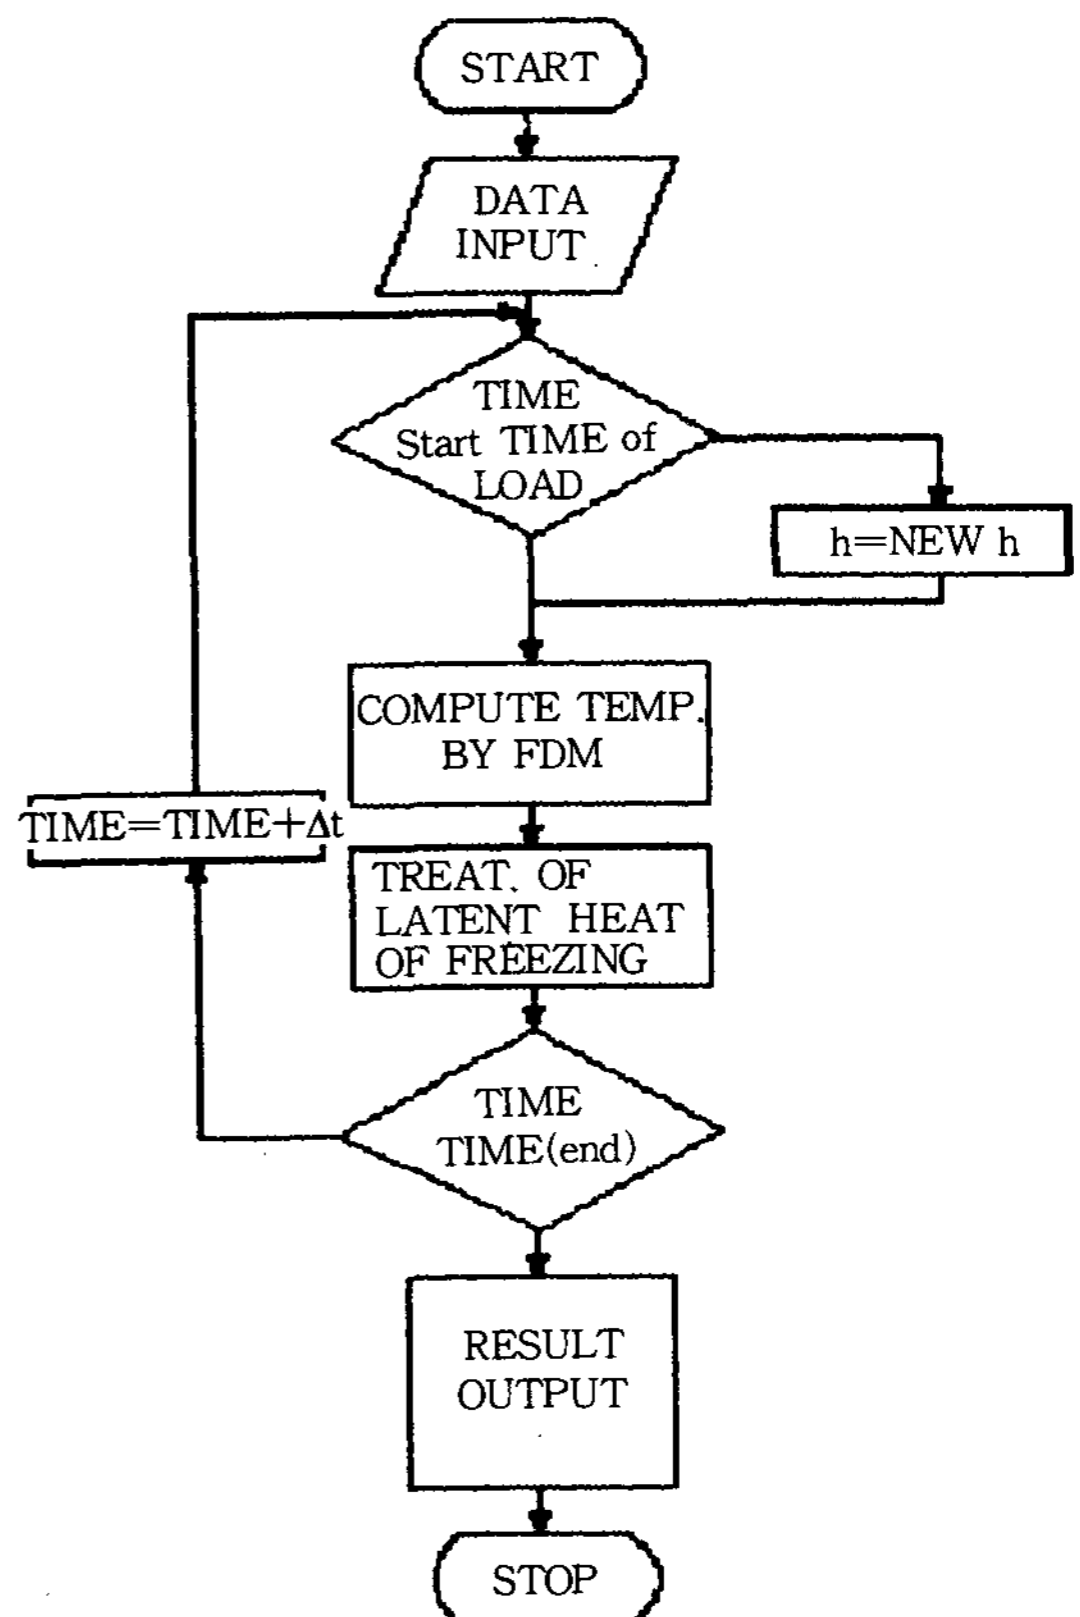 START
DATA
INPUT
TIME
Start TIME of
LOAD
h=NEW h
COMPUTE TEMP.
BY FDM
TIME=TIME+Δt
TREAT. OF
LATENT HEAT
OF FREEZING
TIME
TIME(end)
RESULT
OUTPUT
STOP